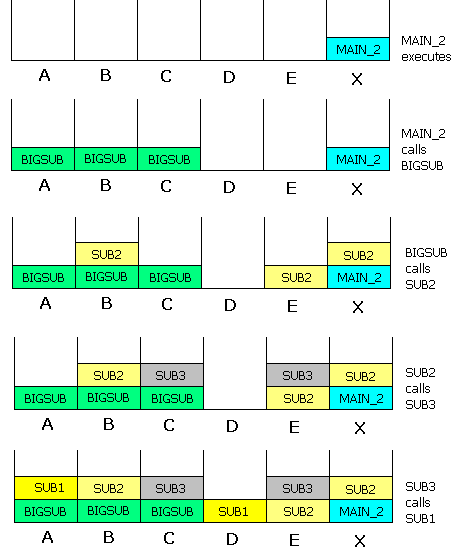 MAIN_2
MAIN_2
executes
A B C D E X
MAIN_2
calls
BIGSUB
BIGSUB BIGSUB BIGSUB MAIN_2
A B C D E X
SUB2 SUB2
BIGSUB
calls
SUB2
BIGSUB BIGSUB BIGSUB SUB2 MAIN_2
A B C D E X
SUB2 SUB3 SUB3 SUB2
SUB2
calls
SUB3
BIGSUB BIGSUB BIGSUB SUB2 MAIN_2
A B C D E X
SUB1 SUB2 SUB3 SUB3 SUB2
SUB3
calls
SUB1
BIGSUB BIGSUB BIGSUB SUB1 SUB2 MAIN_2
A B C D E X